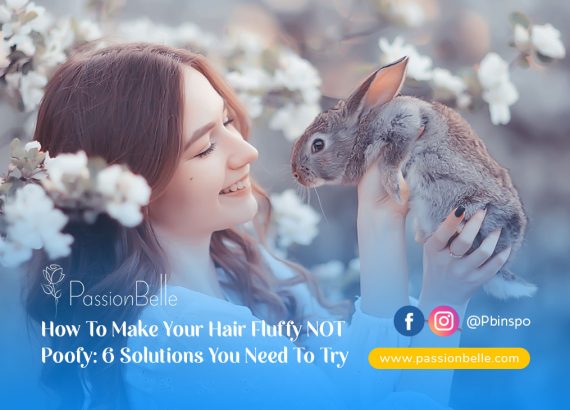 PassionBelle
How To Make Your Hair Fluffy NOT
Poofy: 6 Solutions You Need To Try
@Pbinspo
www.passionbelle.com